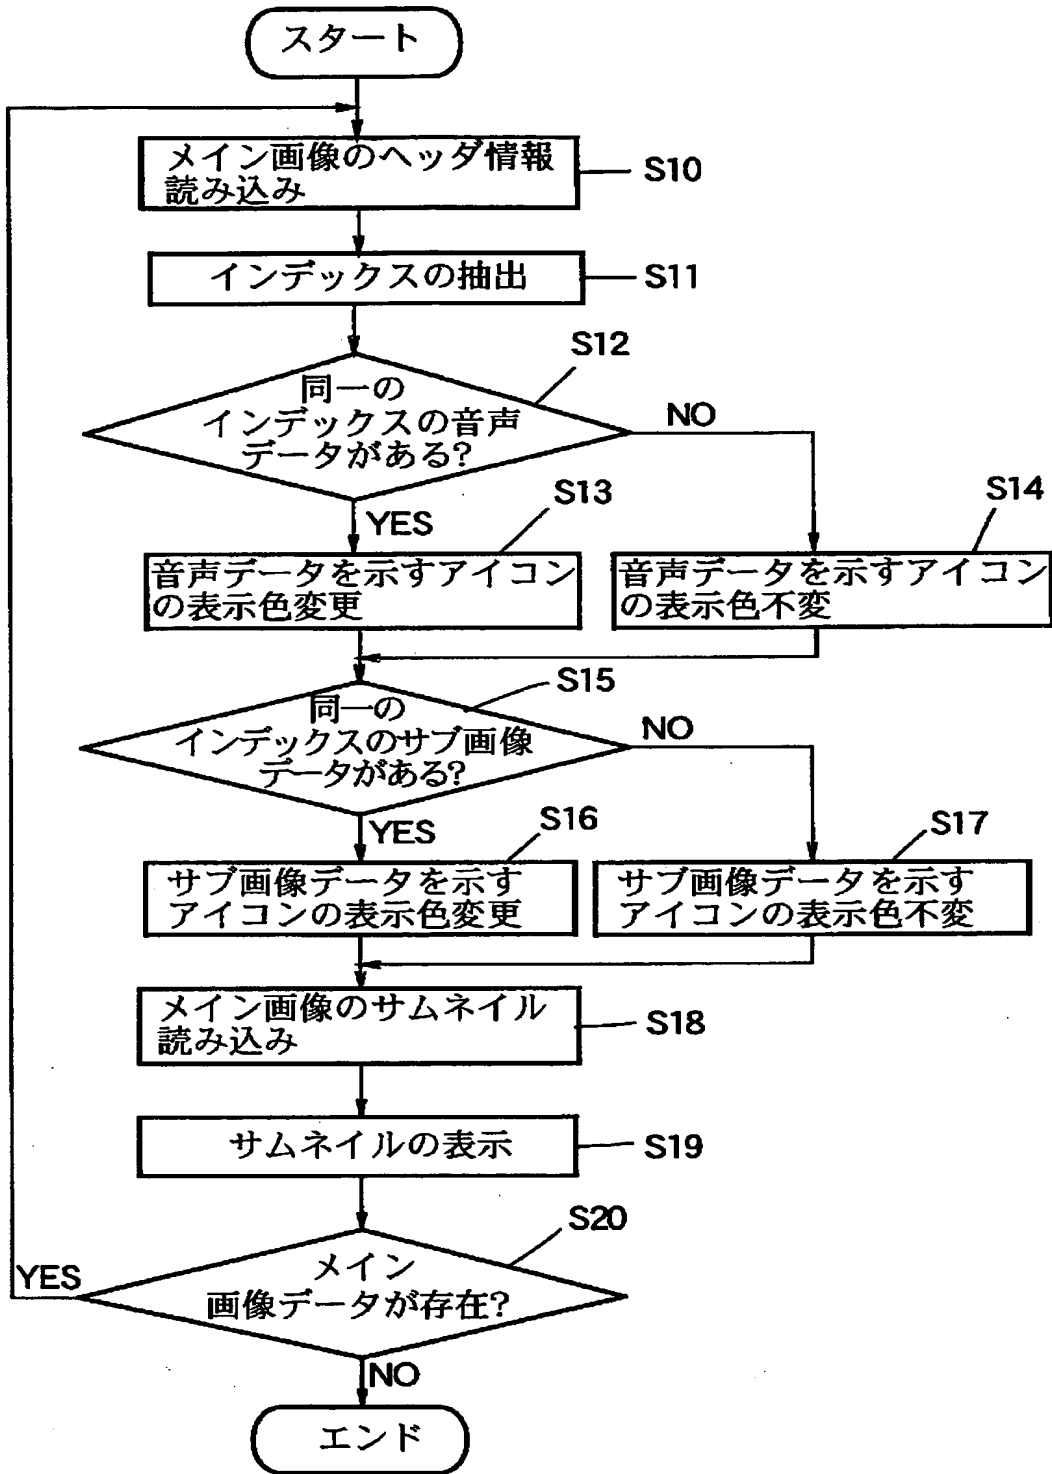 スタート
メイン画像のヘッダ情報
読み込み
S10
インデックスの抽出
S11
S12
同一の
インデックスの音声
データがある?
NO
YES
S13
S14
音声データを示すアイコン
の表示色変更
音声データを示すアイコン
の表示色不変
S15
同一の
インデックスのサブ画像
データがある?
NO
YES
S16
S17
サブ画像データを示す
アイコンの表示色変更
サブ画像データを示す
アイコンの表示色不変
メイン画像のサムネイル
読み込み
S18
サムネイルの表示
S19
S20
メイン
画像データが存在?
YES
NO
エンド